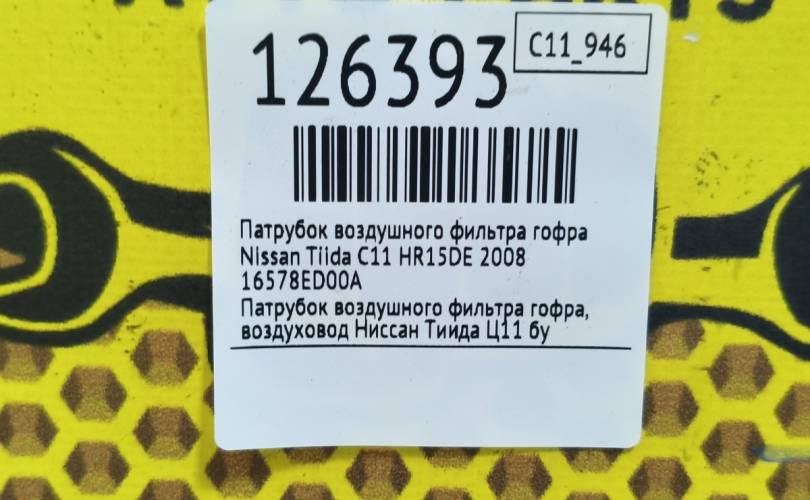 126393
C11_946
Патрубок воздушного фильтра гофра
Nissan Tiida C11 HR15DE 2008
16578ED00A
Патрубок воздушного фильтра гофра,
воздуховод Ниссан Тиида Ц11 бу